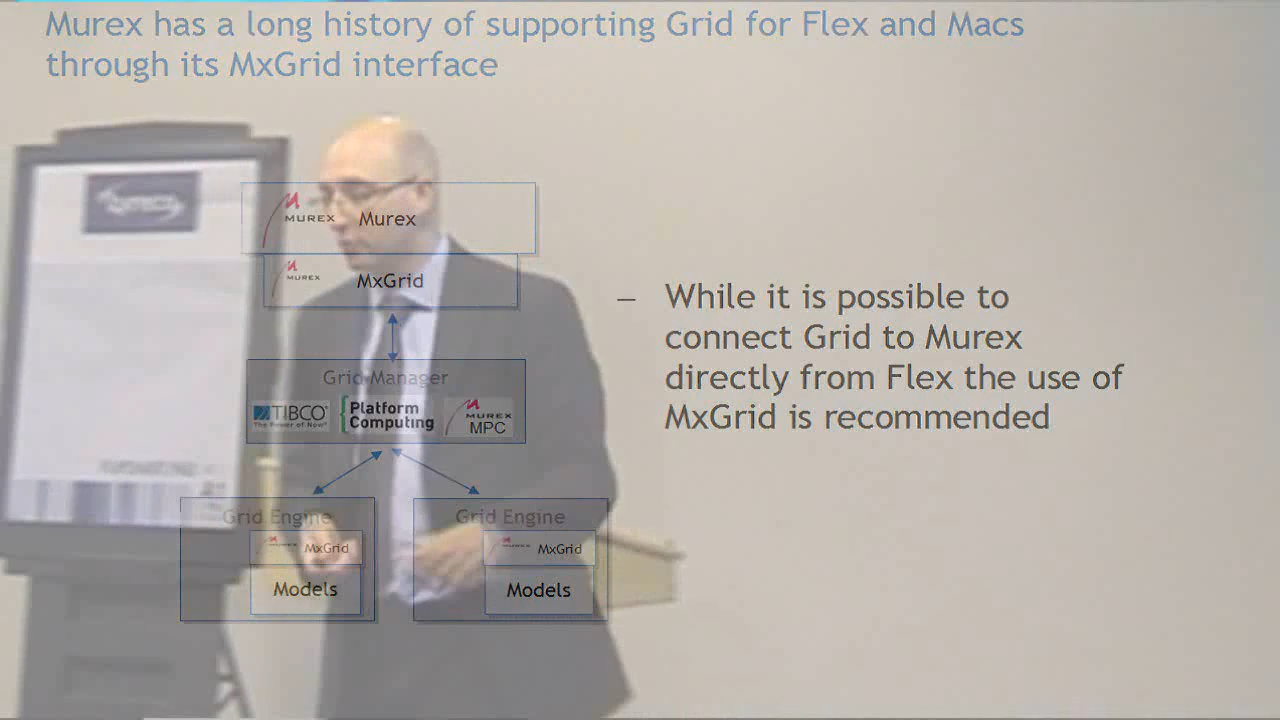 Murex has a long history of supporting Grid for Flex and Macs
through its MxGrid interface
MUREX Murex
MUREX MxGrid
– While it is possible to
connect Grid to Murex
directly from Flex the use of
MxGrid is recommended
Grid Manager
TIBCO
The Power of Now
Platform
Computing
MUREX
MPC
Grid Engine
MUREX MxGrid
Models
Grid Engine
MUREX MxGrid
Models